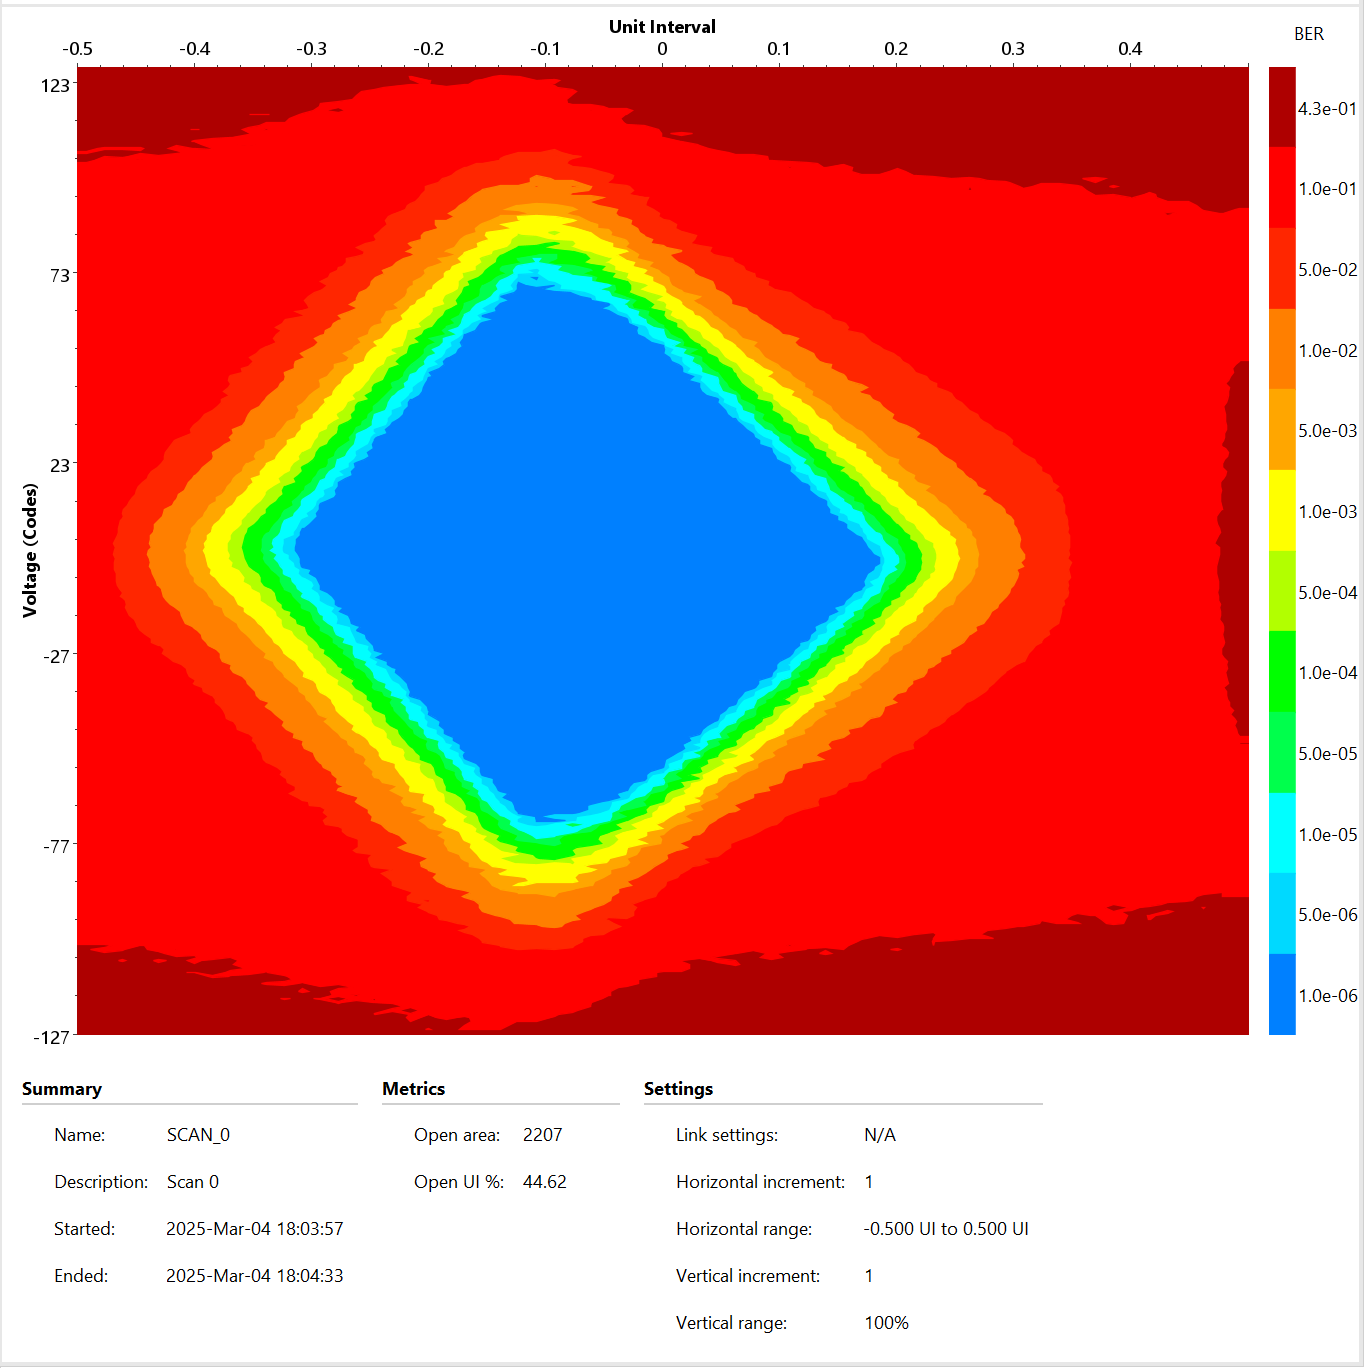 Unit Interval
BER
-0.5 -0.4 -0.3 -0.2 -0.1 0 0.1 0.2 0.3 0.4
Voltage (Codes)
123
73
23
-27
-77
-127
4.3e-01
1.0e-01
5.0e-02
1.0e-02
5.0e-03
1.0e-03
5.0e-04
1.0e-04
5.0e-05
1.0e-05
5.0e-06
1.0e-06
Summary
Name: SCAN_0
Description: Scan 0
Started: 2025-Mar-04 18:03:57
Ended: 2025-Mar-04 18:04:33
Metrics
Open area: 2207
Open UI %: 44.62
Settings
Link settings: N/A
Horizontal increment: 1
Horizontal range: -0.500 UI to 0.500 UI
Vertical increment: 1
Vertical range: 100%